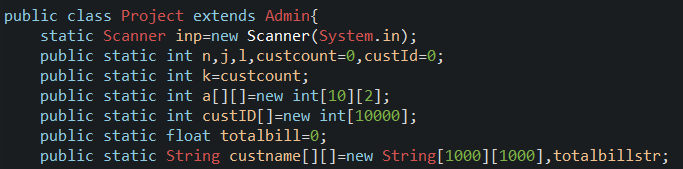 public class Project extends Admin{
    static Scanner inp=new Scanner(System.in);
    public static int n,j,l,custcount=0,custId=0;
    public static int k=custcount;
    public static int a[][]=new int[10][2];
    public static int custID[]=new int[10000];
    public static float totalbill=0;
    public static String custname[][]=new String[1000][1000],totalbillstr;